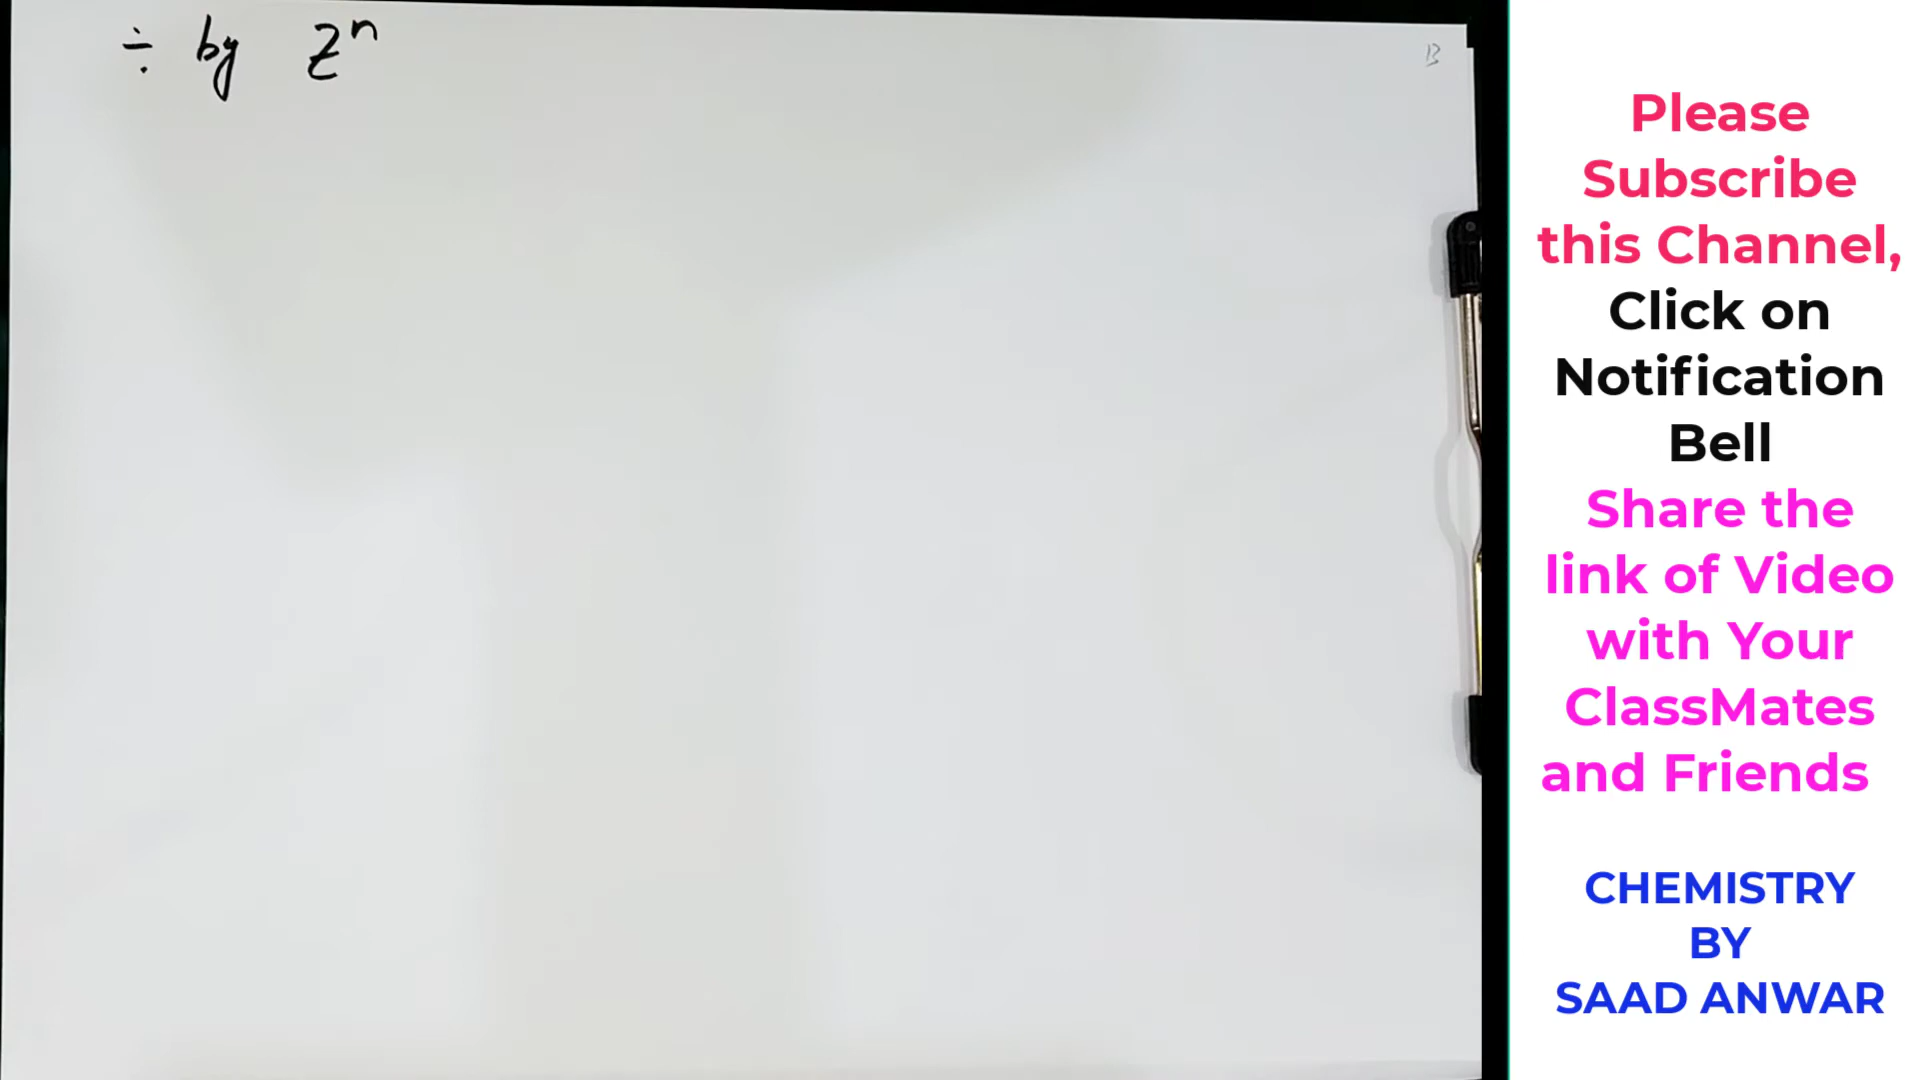 ÷ by Zⁿ
Please
Subscribe
this Channel,
Click on
Notification
Bell
Share the
link of Video
with Your
ClassMates
and Friends
CHEMISTRY
BY
SAAD ANWAR